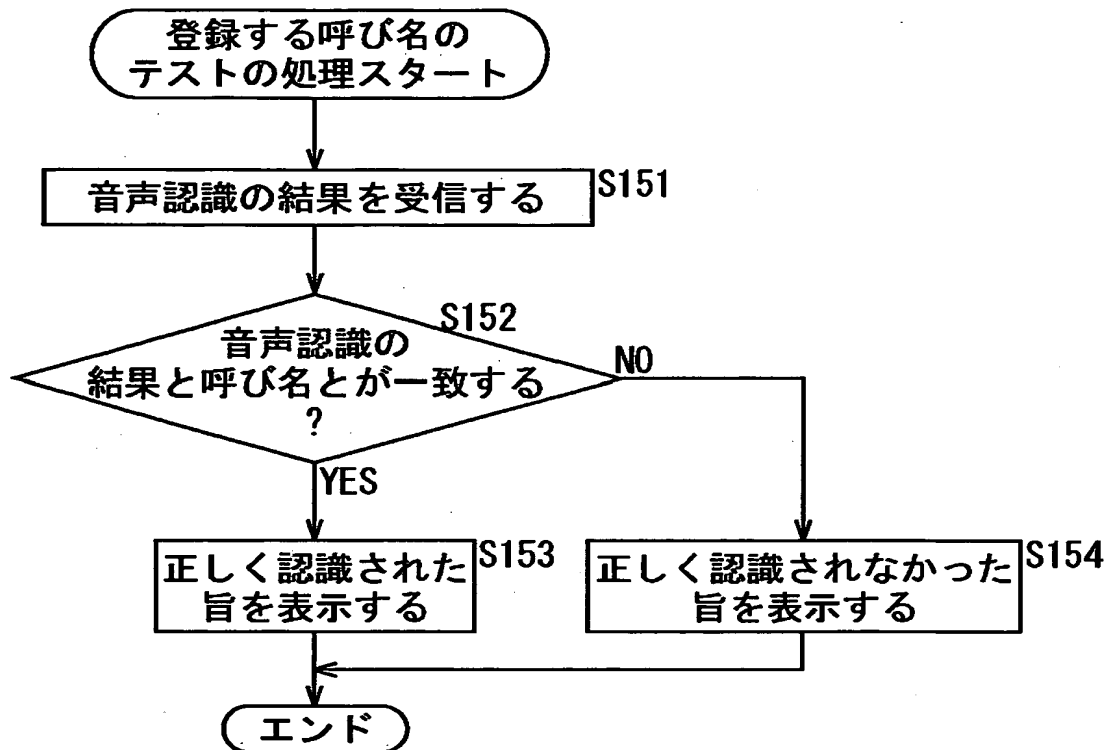 登録する呼び名の
テストの処理スタート
音声認識の結果を受信する
S151
S152
音声認識の
結果と呼び名とが一致する
?
NO
YES
正しく認識された
旨を表示する
S153
正しく認識されなかった
旨を表示する
S154
エンド